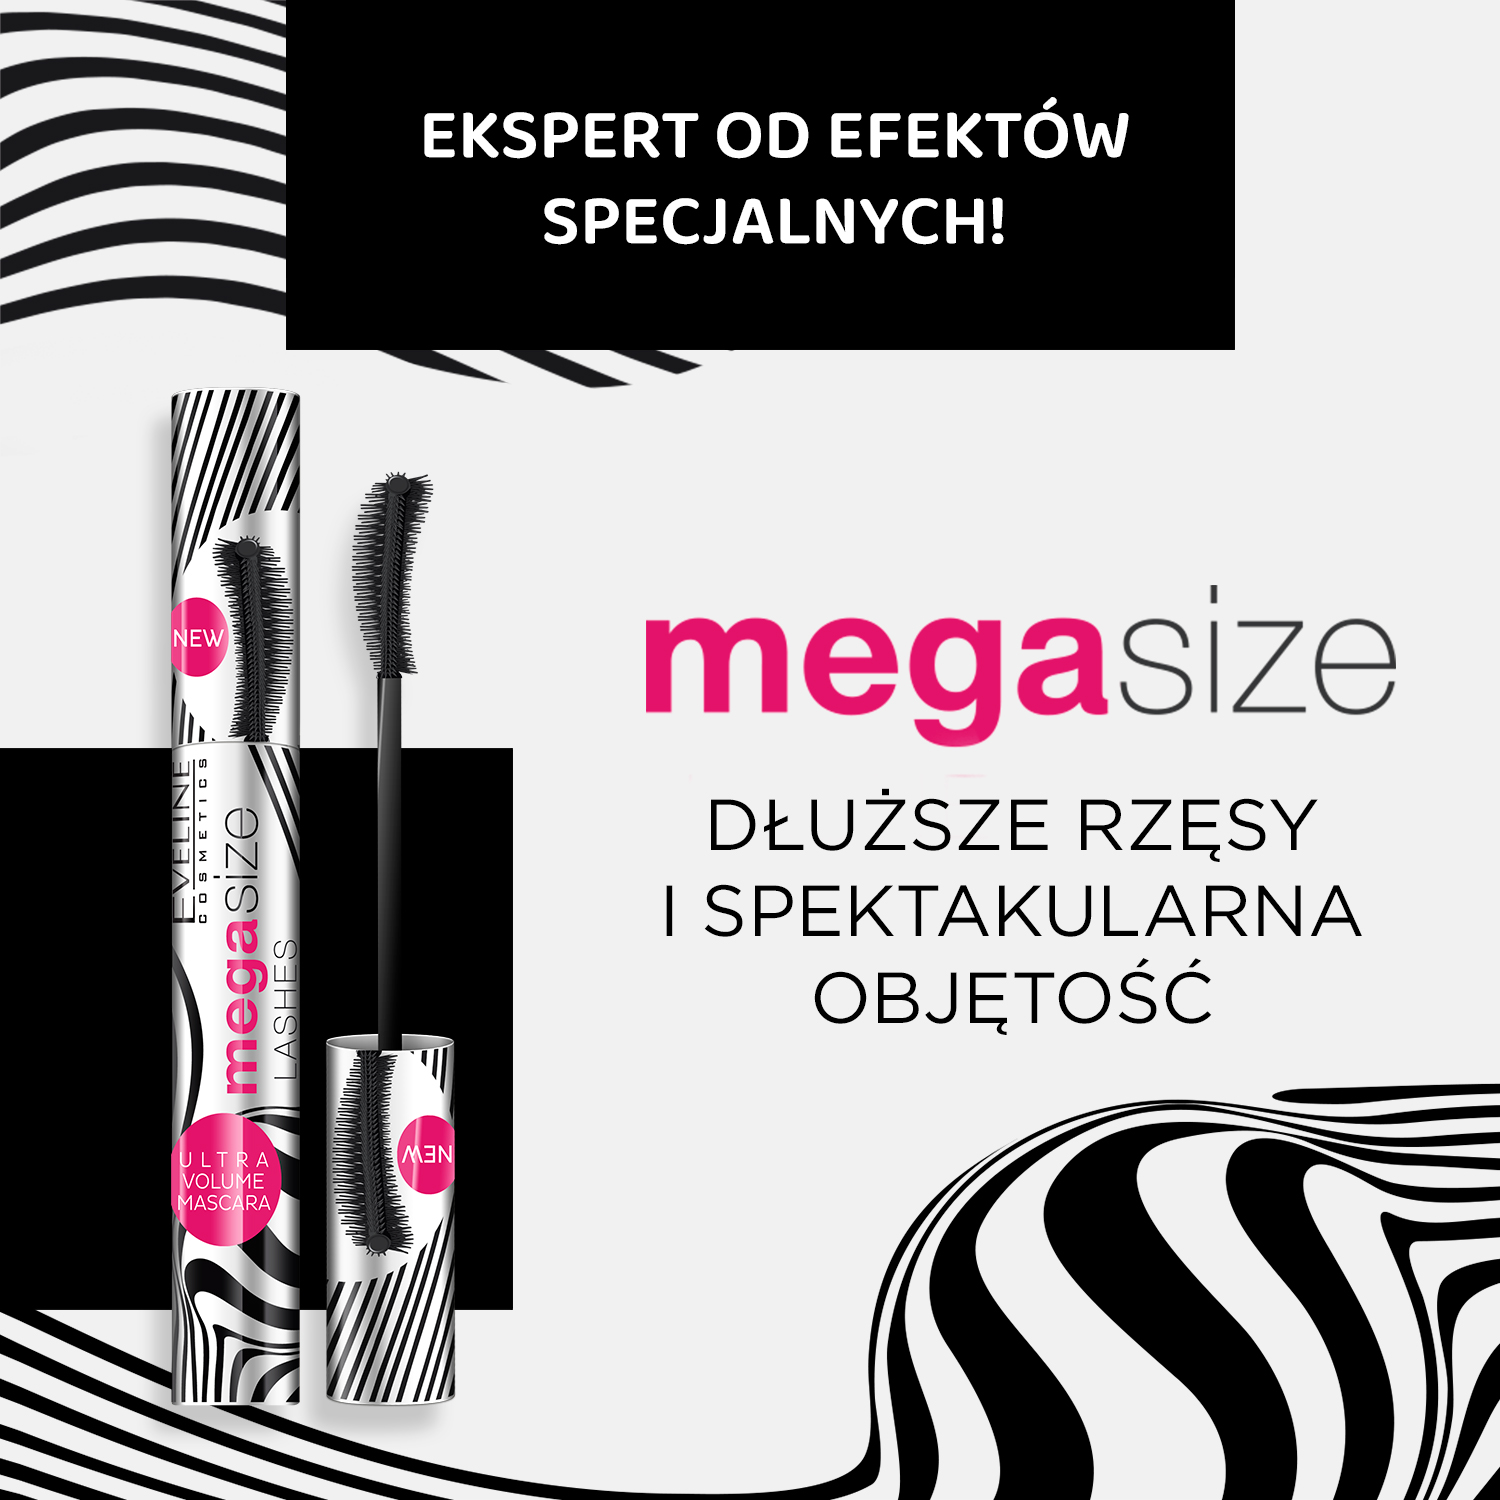 EKSPERT OD EFEKTÓW
SPECJALNYCH!
NEW
EVELINE
COSMETICS
megasize
LASHES
ULTRA
VOLUME
MASCARA
NEW
megasize
DŁUŻSZE RZĘSY
I SPEKTAKULARNA
OBJĘTOŚĆ